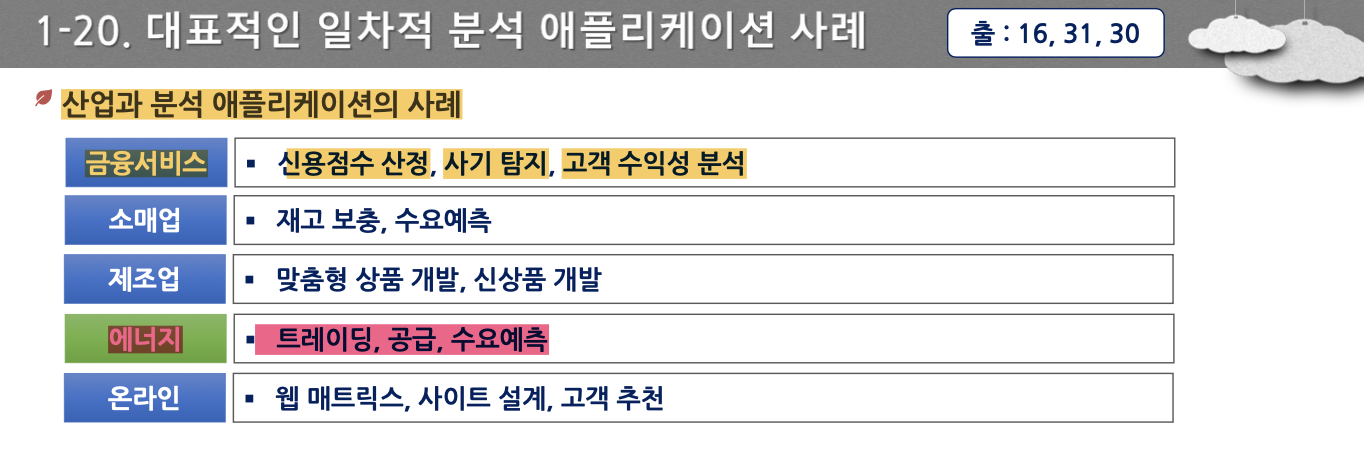 1-20. 대표적인 일차적 분석 애플리케이션 사례
출 : 16, 31, 30
산업과 분석 애플리케이션의 사례
금융서비스 ▪ 신용점수 산정, 사기 탐지, 고객 수익성 분석
소매업 ▪ 재고 보충, 수요예측
제조업 ▪ 맞춤형 상품 개발, 신상품 개발
에너지 ▪ 트레이딩, 공급, 수요예측
온라인 ▪ 웹 매트릭스, 사이트 설계, 고객 추천